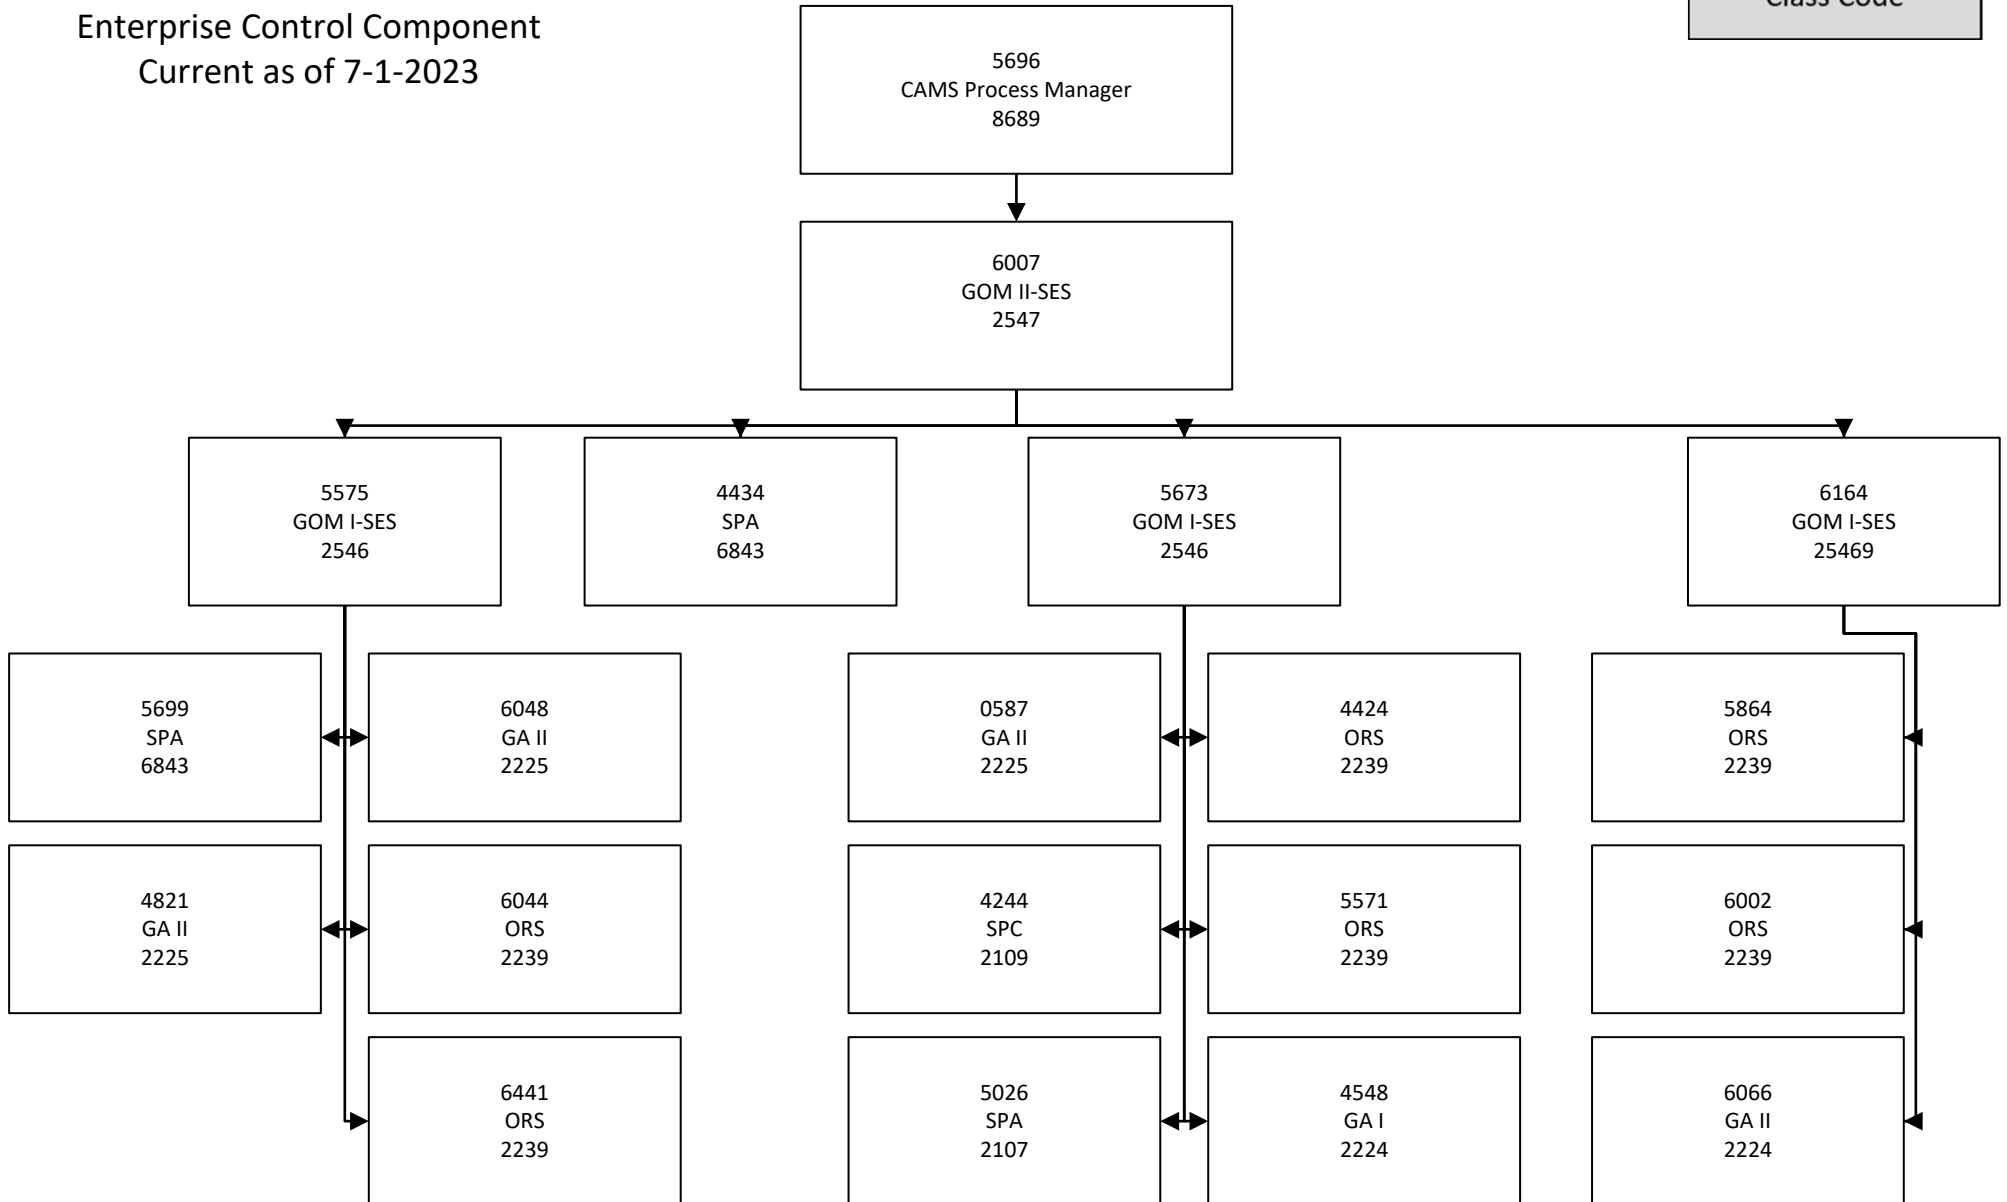 Enterprise Control Component
Current as of 7-1-2023
Class Code
5696
CAMS Process Manager
8689
6007
GOM II-SES
2547
5575
GOM I-SES
2546
4434
SPA
6843
5673
GOM I-SES
2546
6164
GOM I-SES
25469
5699
SPA
6843
6048
GA II
2225
0587
GA II
2225
4424
ORS
2239
5864
ORS
2239
4821
GA II
2225
6044
ORS
2239
4244
SPC
2109
5571
ORS
2239
6002
ORS
2239
6441
ORS
2239
5026
SPA
2107
4548
GA I
2224
6066
GA II
2224